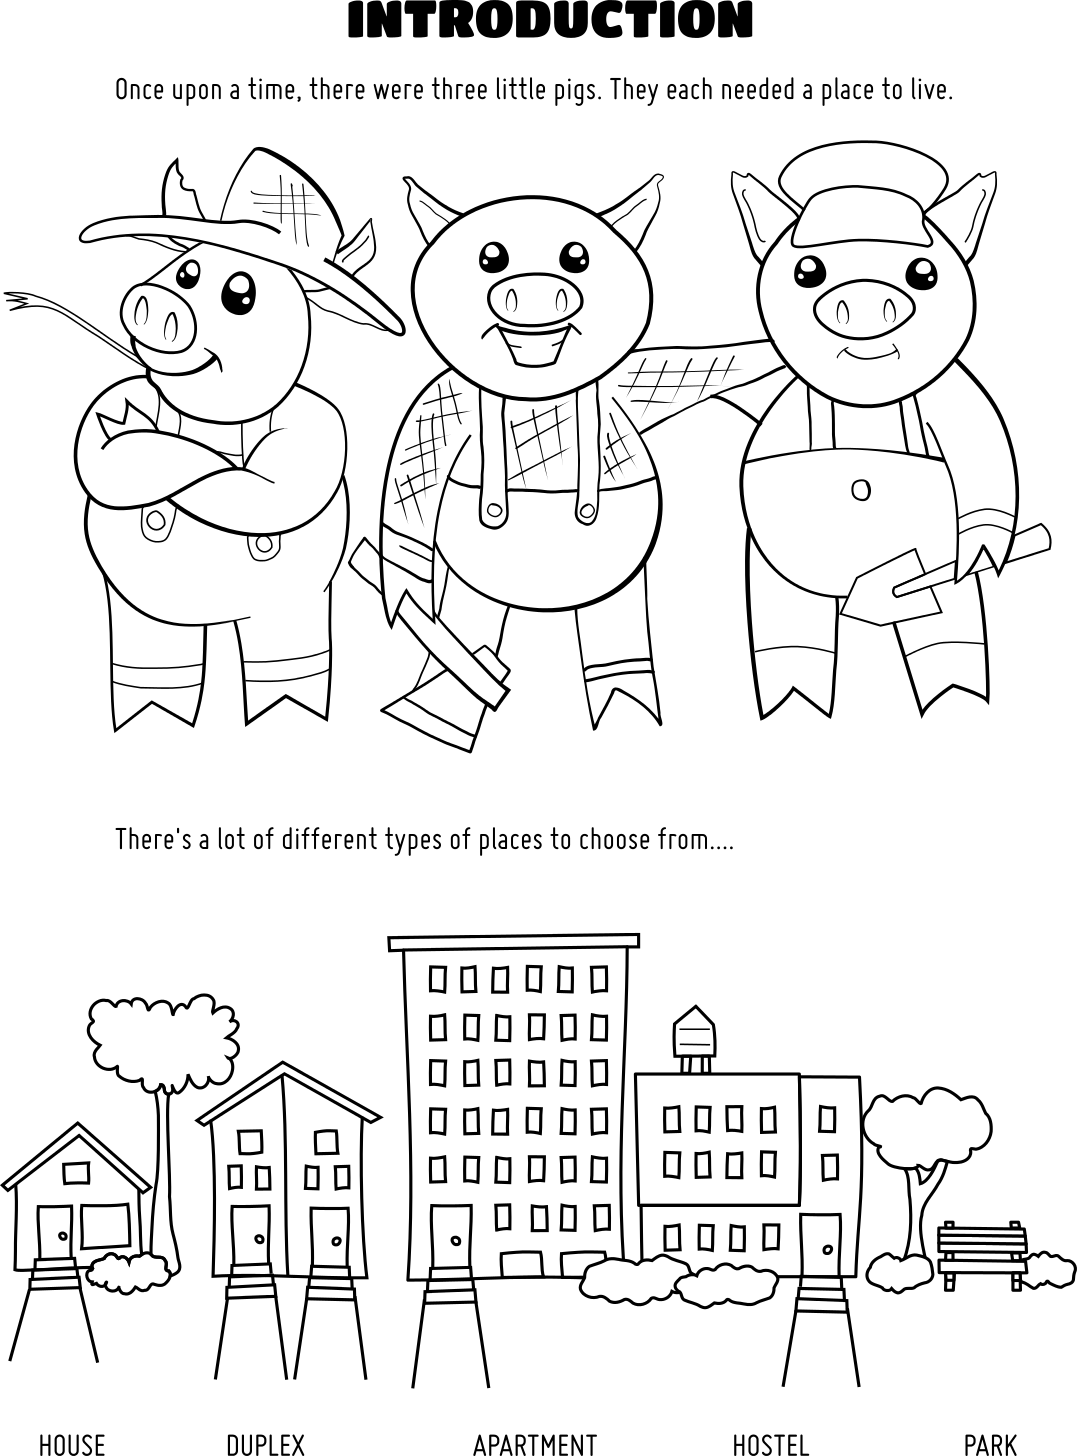 INTRODUCTION
Once upon a time, there were three little pigs. They each needed a place to live.
There's a lot of different types of places to choose from....
HOUSE DUPLEX APARTMENT HOSTEL PARK